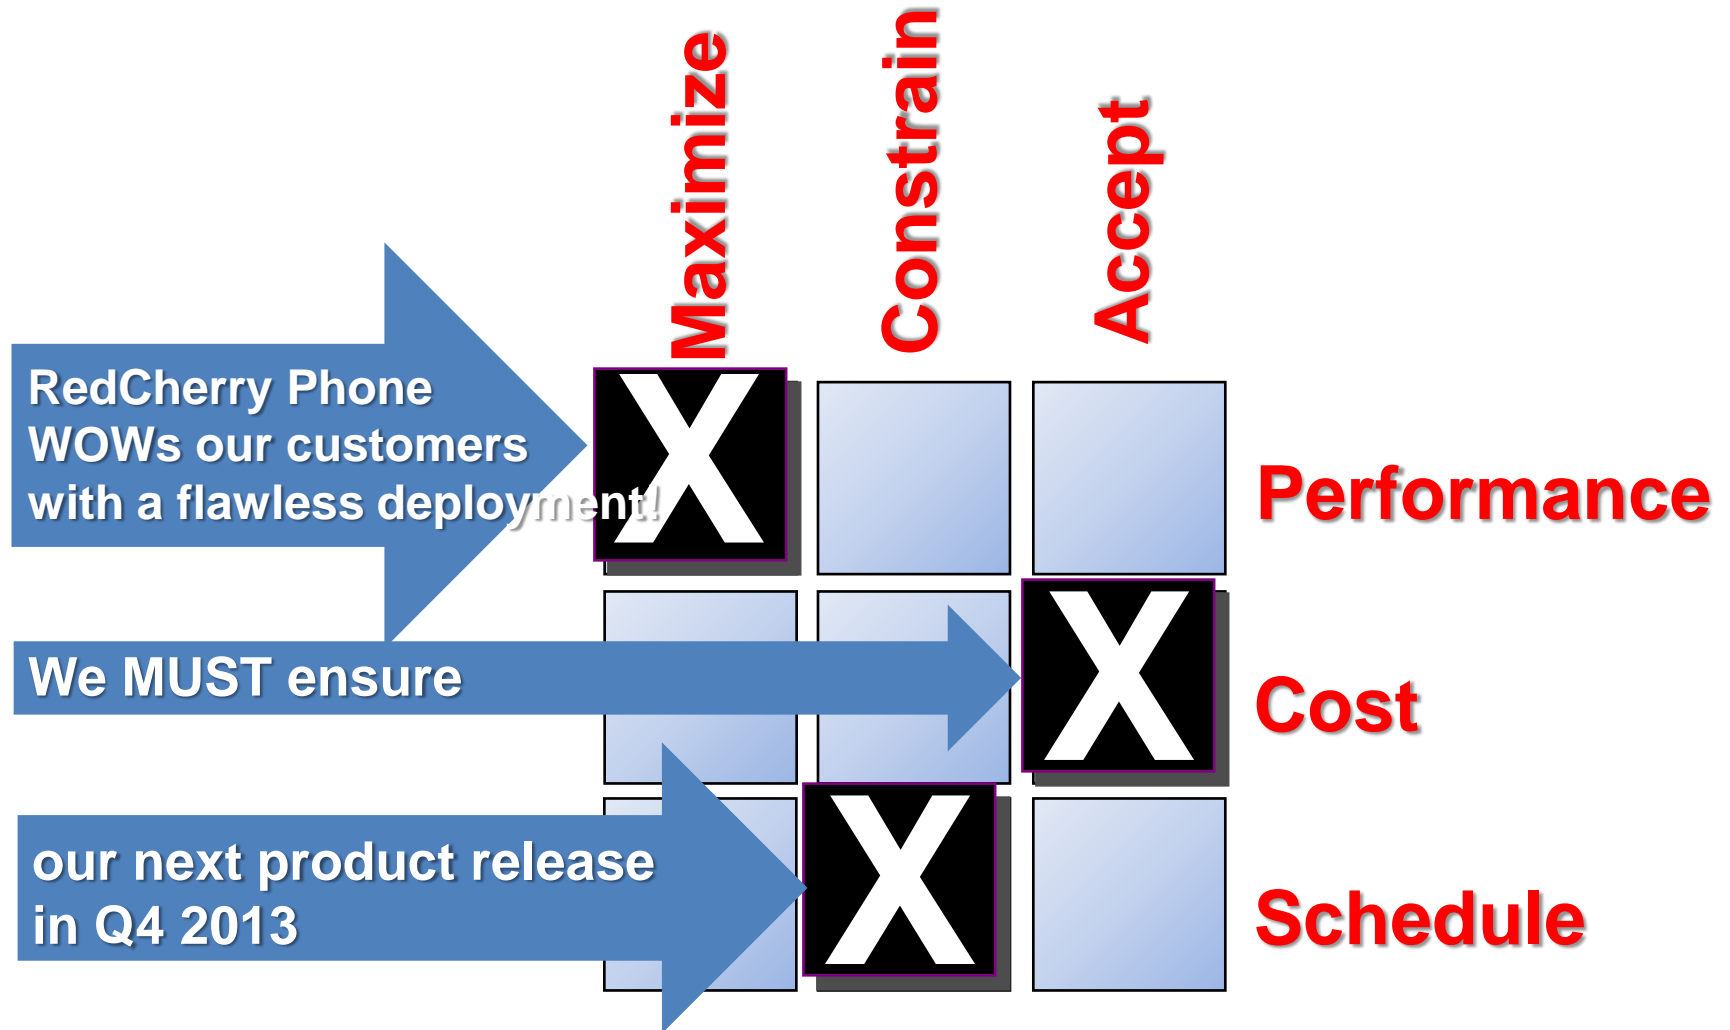 Maximize
Constrain
Accept
RedCherry Phone
WOWs our customers
with a flawless deployment!
X
Performance
We MUST ensure
X
Cost
our next product release
in Q4 2013
X
Schedule